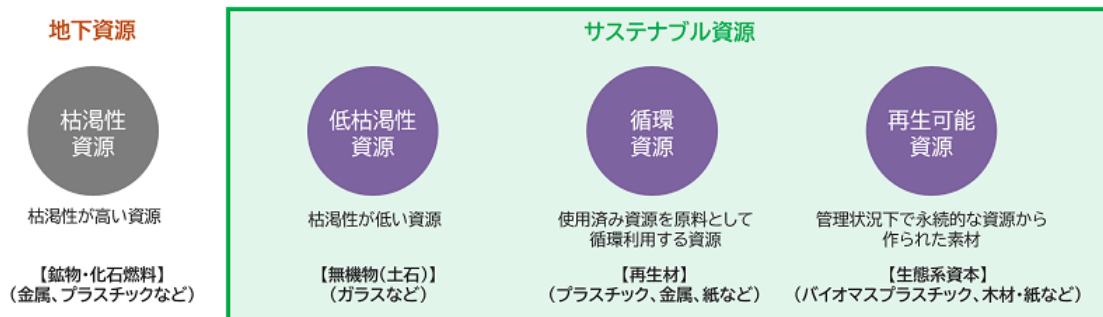 地下資源
サステナブル資源
枯渇性
資源
低枯渇性
資源
循環
資源
再生可能
資源
枯渇性が高い資源
枯渇性が低い資源
使用済み資源を原料として
循環利用する資源
管理状況下で永続的な資源から
作られた素材
【鉱物・化石燃料】
（金属、プラスチックなど）
【無機物（土石）】
（ガラスなど）
【再生材】
（プラスチック、金属、紙など）
【生態系資本】
（バイオマスプラスチック、木材・紙など）